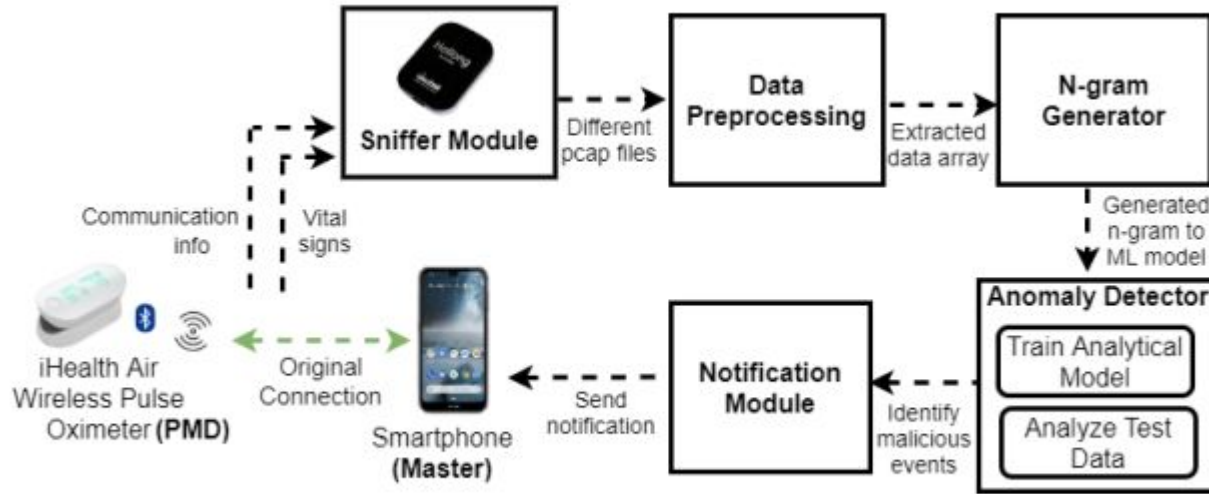 Hollong
Sniffer Module
Different
pcap files
Data
Preprocessing
Extracted
data array
N-gram
Generator
Communication
info
Vital
signs
Generated
n-gram to
ML model
iHealth Air
Wireless Pulse
Oximeter (PMD)
Original
Connection
Smartphone
(Master)
Send
notification
Notification
Module
Identify
malicious
events
Anomaly Detector
Train Analytical
Model
Analyze Test
Data